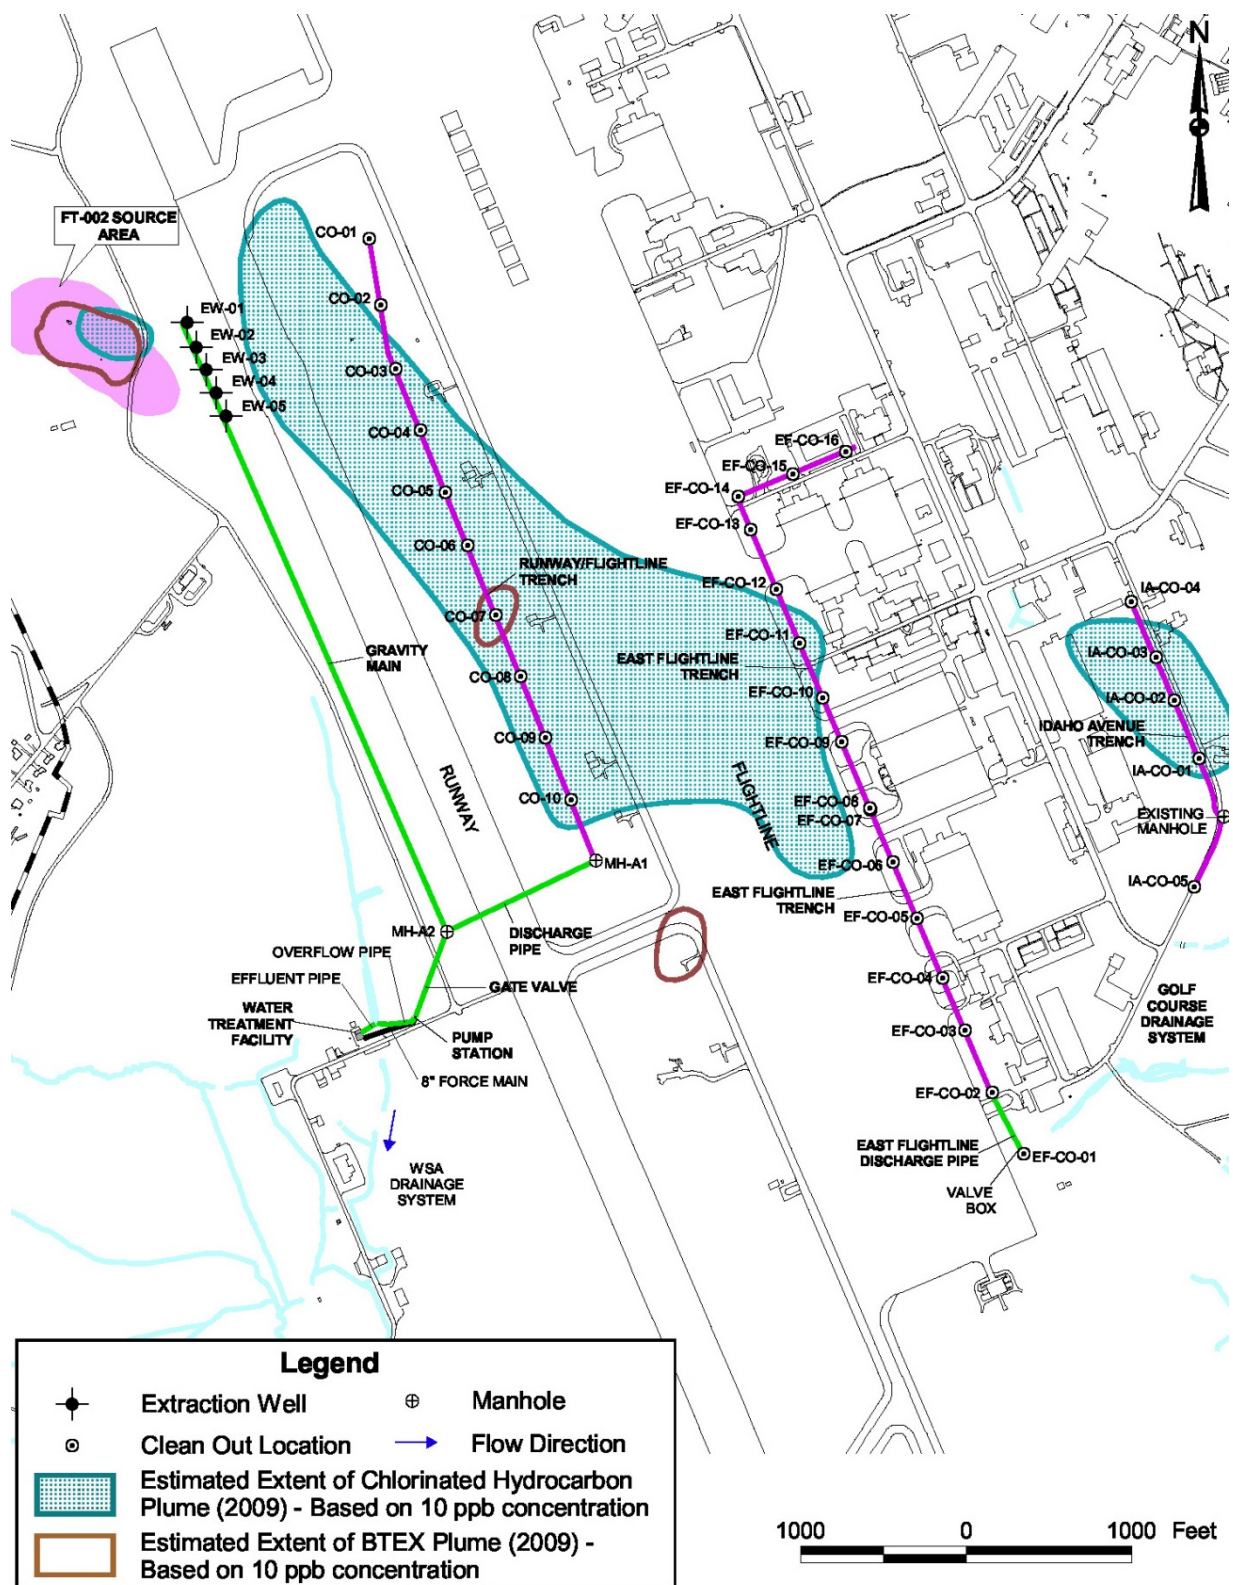 N
FT-002 SOURCE
AREA
CO-01
CO-02
EW-01
EW-02
EW-03
EW-04
EW-05
CO-03
CO-04
CO-05
CO-06
RUNWAY/FLIGHTLINE
TRENCH
CO-07
CO-08
CO-09
CO-10
GRAVITY
MAIN
RUNWAY
FLIGHTLINE
EF-CO-16
EF-CO-15
EF-CO-14
EF-CO-13
EF-CO-12
EF-CO-11
EAST FLIGHTLINE
TRENCH
EF-CO-10
EF-CO-09
EF-CO-08
EF-CO-07
EF-CO-06
EAST FLIGHTLINE
TRENCH
EF-CO-05
EF-CO-04
EF-CO-03
EF-CO-02
EAST FLIGHTLINE
DISCHARGE PIPE
EF-CO-01
VALVE
BOX
IA-CO-04
IA-CO-03
IA-CO-02
IDAHO AVENUE
TRENCH
IA-CO-01
EXISTING
MANHOLE
IA-CO-05
GOLF
COURSE
DRAINAGE
SYSTEM
MH-A1
MH-A2
DISCHARGE
PIPE
OVERFLOW PIPE
EFFLUENT PIPE
GATE VALVE
WATER
TREATMENT
FACILITY
PUMP
STATION
8" FORCE MAIN
WSA
DRAINAGE
SYSTEM
Legend
Extraction Well
Manhole
Clean Out Location
Flow Direction
Estimated Extent of Chlorinated Hydrocarbon
Plume (2009) - Based on 10 ppb concentration
Estimated Extent of BTEX Plume (2009) -
Based on 10 ppb concentration
1000 0 1000 Feet